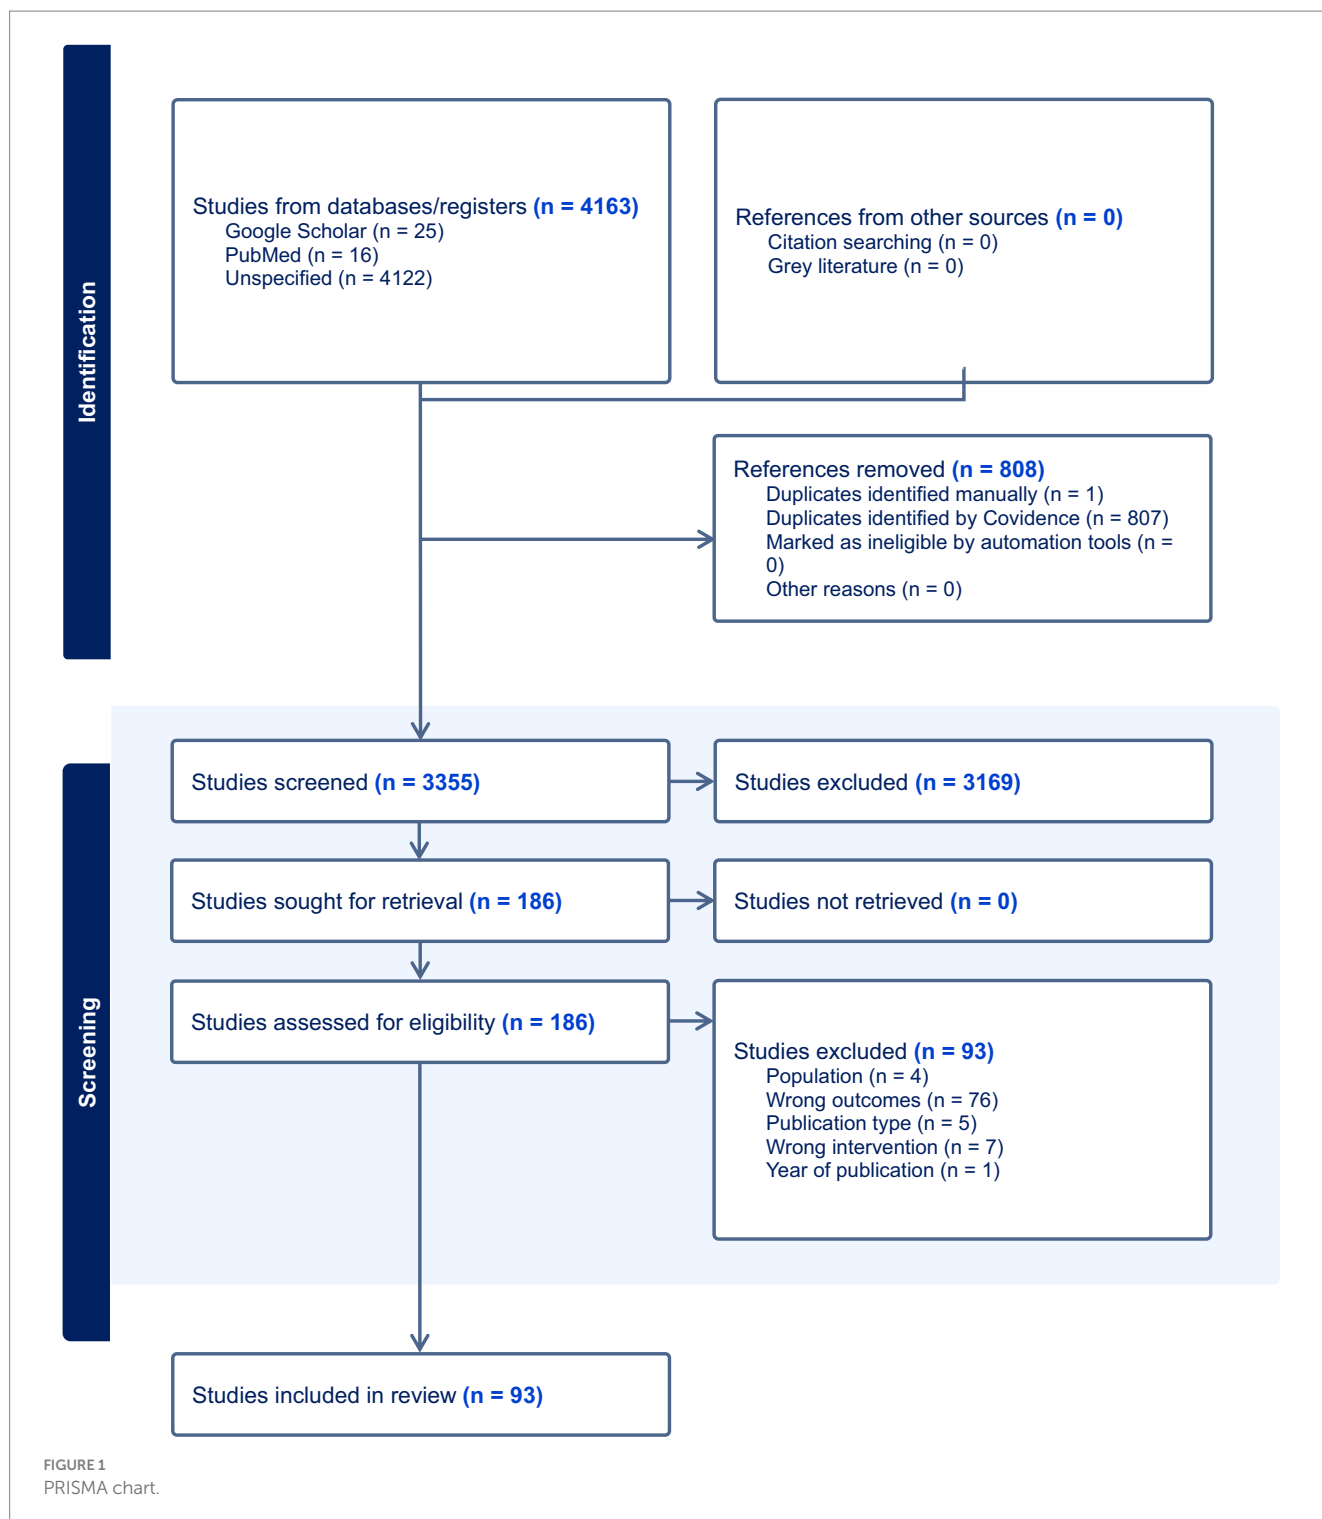 Identification
Studies from databases/registers (n = 4163)
Google Scholar (n = 25)
PubMed (n = 16)
Unspecified (n = 4122)
References from other sources (n = 0)
Citation searching (n = 0)
Grey literature (n = 0)
References removed (n = 808)
Duplicates identified manually (n = 1)
Duplicates identified by Covidence (n = 807)
Marked as ineligible by automation tools (n =
0)
Other reasons (n = 0)
Screening
Studies screened (n = 3355)
Studies excluded (n = 3169)
Studies sought for retrieval (n = 186)
Studies not retrieved (n = 0)
Studies assessed for eligibility (n = 186)
Studies excluded (n = 93)
Population (n = 4)
Wrong outcomes (n = 76)
Publication type (n = 5)
Wrong intervention (n = 7)
Year of publication (n = 1)
Studies included in review (n = 93)
FIGURE 1
PRISMA chart.